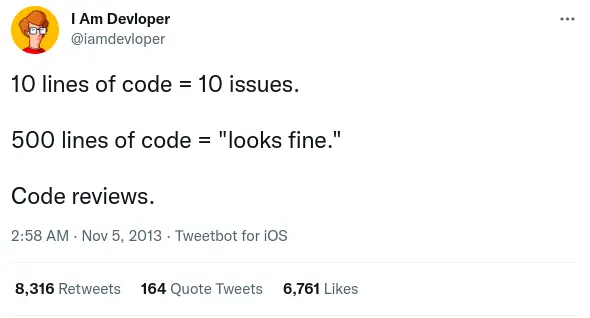 I Am Devloper
@iamdevloper
10 lines of code = 10 issues.
500 lines of code = "looks fine."
Code reviews.
2:58 AM · Nov 5, 2013 · Tweetbot for iOS
8,316 Retweets 164 Quote Tweets 6,761 Likes